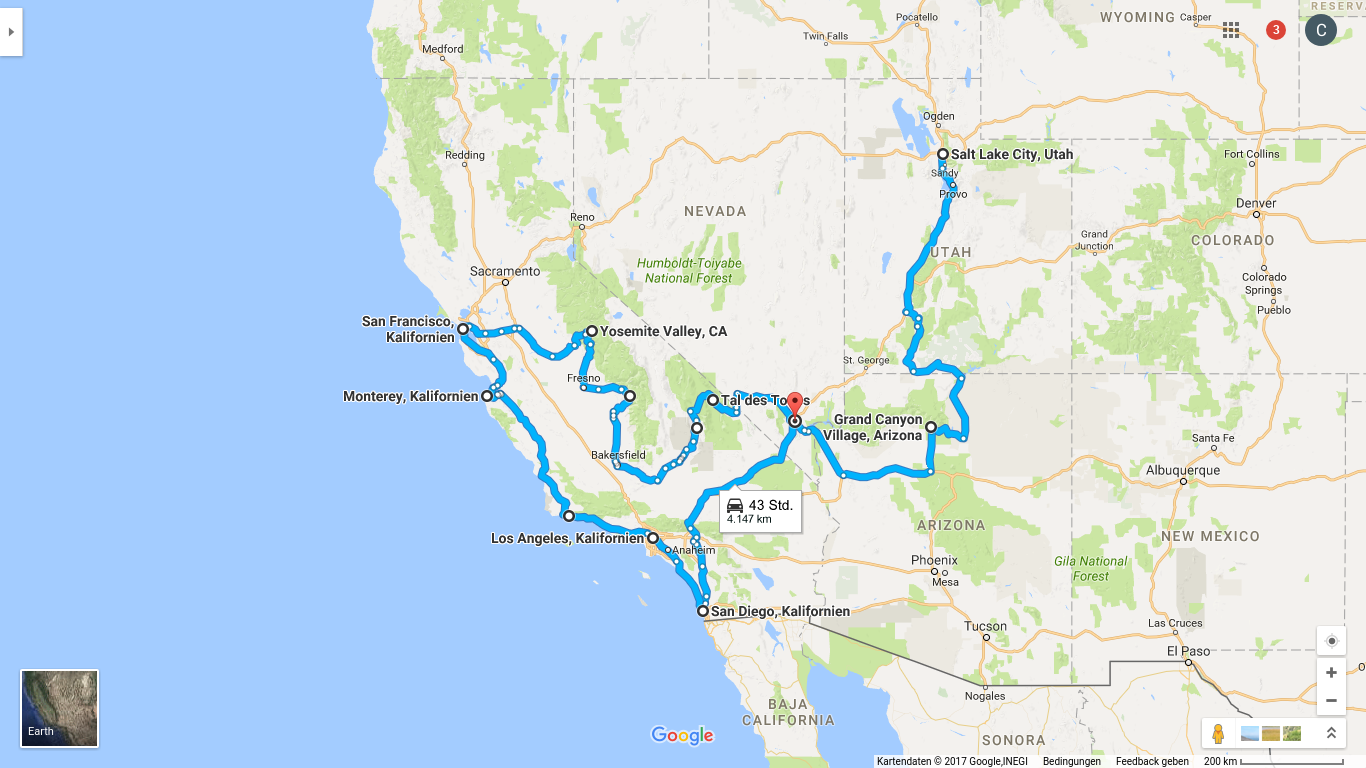 WYOMING
Casper
RESERV
Pocatello
Twin Falls
3
C
Medford
Ogden
Redding
Salt Lake City, Utah
Fort Collins
Sandy
Provo
Denver
NEVADA
Reno
Grand
Junction
COLORADO
UTAH
Humboldt-Toiyabe
National Forest
Sacramento
Colorado
Springs
Pueblo
San Francisco,
Kalifornien
Yosemite Valley, CA
St. George
Fresno
Monterey, Kalifornien
Tal des To
s
Grand Canyon
Village, Arizona
Santa Fe
Bakersfield
Albuquerque
43 Std.
4.147 km
ARIZONA
NEW MEXICO
Los Angeles, Kalifornien
Anaheim
Phoenix
Mesa
Gila National
Forest
San Diego, Kalifornien
Tucson
Las Cruces
El Paso
Nogales
BAJA
CALIFORNIA
SONORA
Earth
Google
Kartendaten © 2017 Google,INEGI
Bedingungen
Feedback geben
200 km